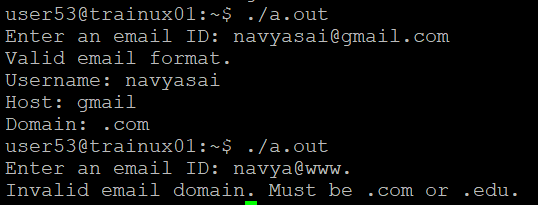 user53@trainux01:~$ ./a.out
Enter an email ID: navyasai@gmail.com
Valid email format.
Username: navyasai
Host: gmail
Domain: .com
user53@trainux01:~$ ./a.out
Enter an email ID: navya@www.
Invalid email domain. Must be .com or .edu.